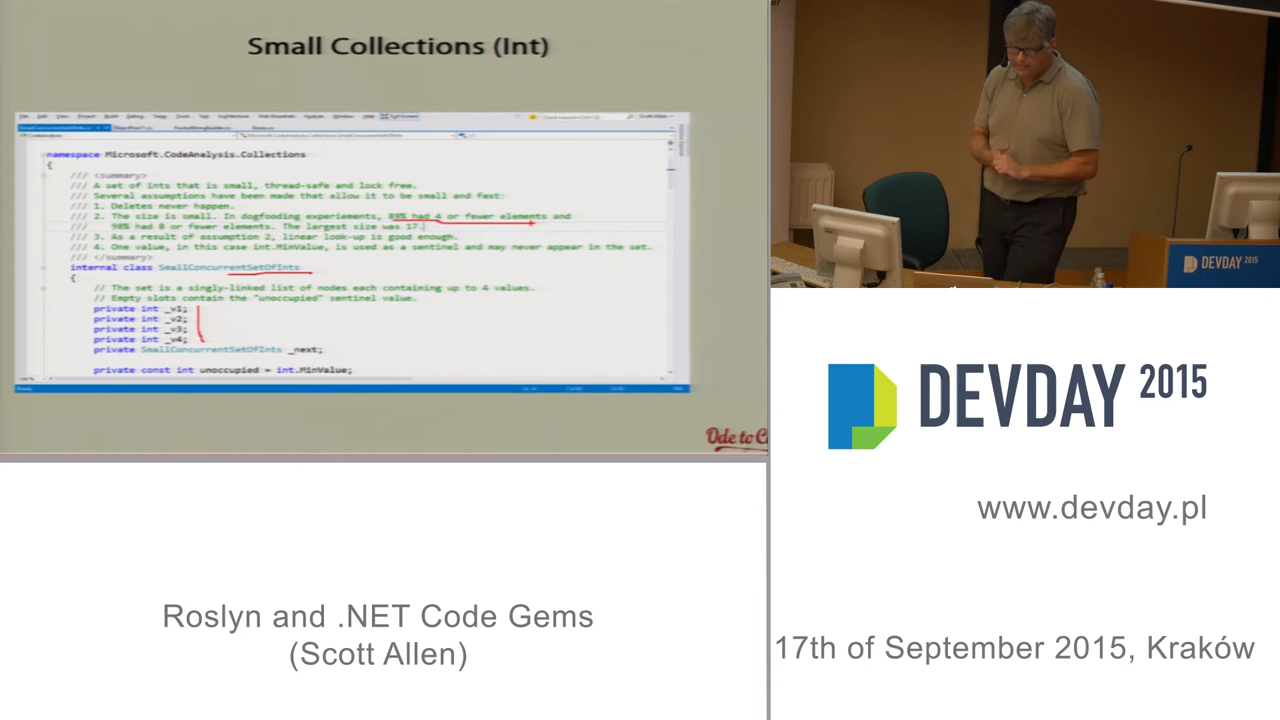 Small Collections (Int)
namespace Microsoft.CodeAnalysis.Collections
{
/// <summary>
/// A set of ints that is small, thread-safe and lock free.
/// Several assumptions have been made that allow it to be small and fast:
/// 1. Deletes never happen.
/// 2. The size is small. In dogfooding experiements, 89% had 4 or fewer elements and
/// 98% had 8 or fewer elements. The largest size was 17.
/// 3. As a result of assumption 2, linear look-up is good enough.
/// 4. One value, in this case int.MinValue, is used as a sentinel and may never appear in the set.
/// </summary>
internal class SmallConcurrentSetOfInts
{
// The set is a singly-linked list of nodes each containing up to 4 values.
// Empty slots contain the "unoccupied" sentinel value.
private int _v1;
private int _v2;
private int _v3;
private int _v4;
private SmallConcurrentSetOfInts _next;
private const int unoccupied = int.MinValue;
Ode to C
DEVDAY 2015
DEVDAY 2015
www.devday.pl
Roslyn and .NET Code Gems
(Scott Allen)
17th of September 2015, Kraków